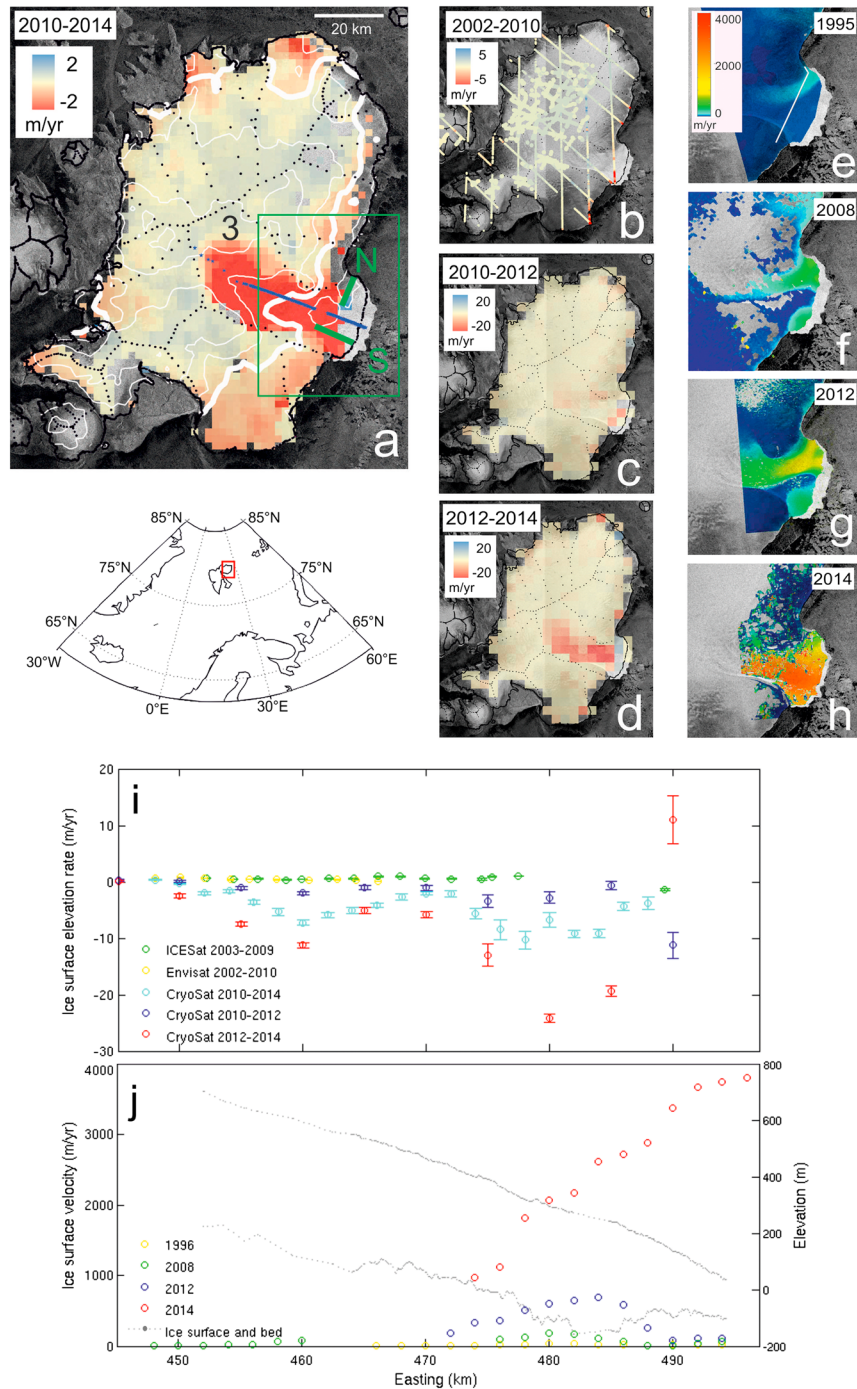 2010-2014
20 km
2
-2
m/yr
3
N
S
a
2002-2010
5
-5
m/yr
b
2010-2012
20
-20
m/yr
c
2012-2014
20
-20
m/yr
d
4000
2000
0
m/yr
1995
e
2008
f
2012
g
2014
h
85°N
85°N
75°N
75°N
65°N
65°N
30°W
60°E
0°E
30°E
i
Ice surface elevation rate (m/yr)
20
10
0
-10
-20
-30
ICESat 2003-2009
Envisat 2002-2010
CryoSat 2010-2014
CryoSat 2010-2012
CryoSat 2012-2014
j
Ice surface velocity (m/yr)
4000
3000
2000
1000
0
1996
2008
2012
2014
Ice surface and bed
800
600
400
200
0
-200
Elevation (m)
450
460
470
480
490
Easting (km)